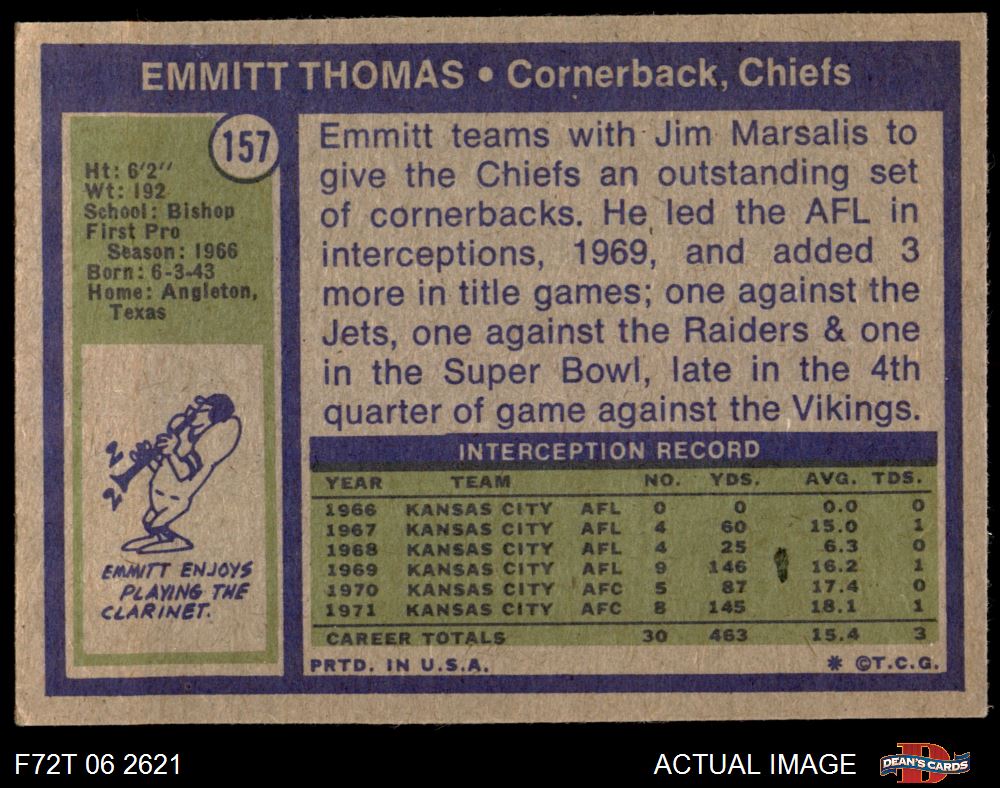 EMMITT THOMAS • Cornerback, Chiefs
157
Ht: 6'2''
Wt: 192
School: Bishop
First Pro
Season: 1966
Born: 6-3-43
Home: Angleton,
Texas
Z
Z
Z
EMMITT ENJOYS
PLAYING THE
CLARINET.
Emmitt teams with Jim Marsalis to
give the Chiefs an outstanding set
of cornerbacks. He led the AFL in
interceptions, 1969, and added 3
more in title games; one against the
Jets, one against the Raiders & one
in the Super Bowl, late in the 4th
quarter of game against the Vikings.
INTERCEPTION RECORD
YEAR TEAM NO. YDS. AVG. TDS.
1966 KANSAS CITY AFL 0 0 0.0 0
1967 KANSAS CITY AFL 4 60 15.0 1
1968 KANSAS CITY AFL 4 25 6.3 0
1969 KANSAS CITY AFL 9 146 16.2 1
1970 KANSAS CITY AFC 5 87 17.4 0
1971 KANSAS CITY AFC 8 145 18.1 1
CAREER TOTALS 30 463 15.4 3
PRTD. IN U.S.A. * ©T.C.G.
F72T 06 2621 ACTUAL IMAGE DEAN'S CARDS